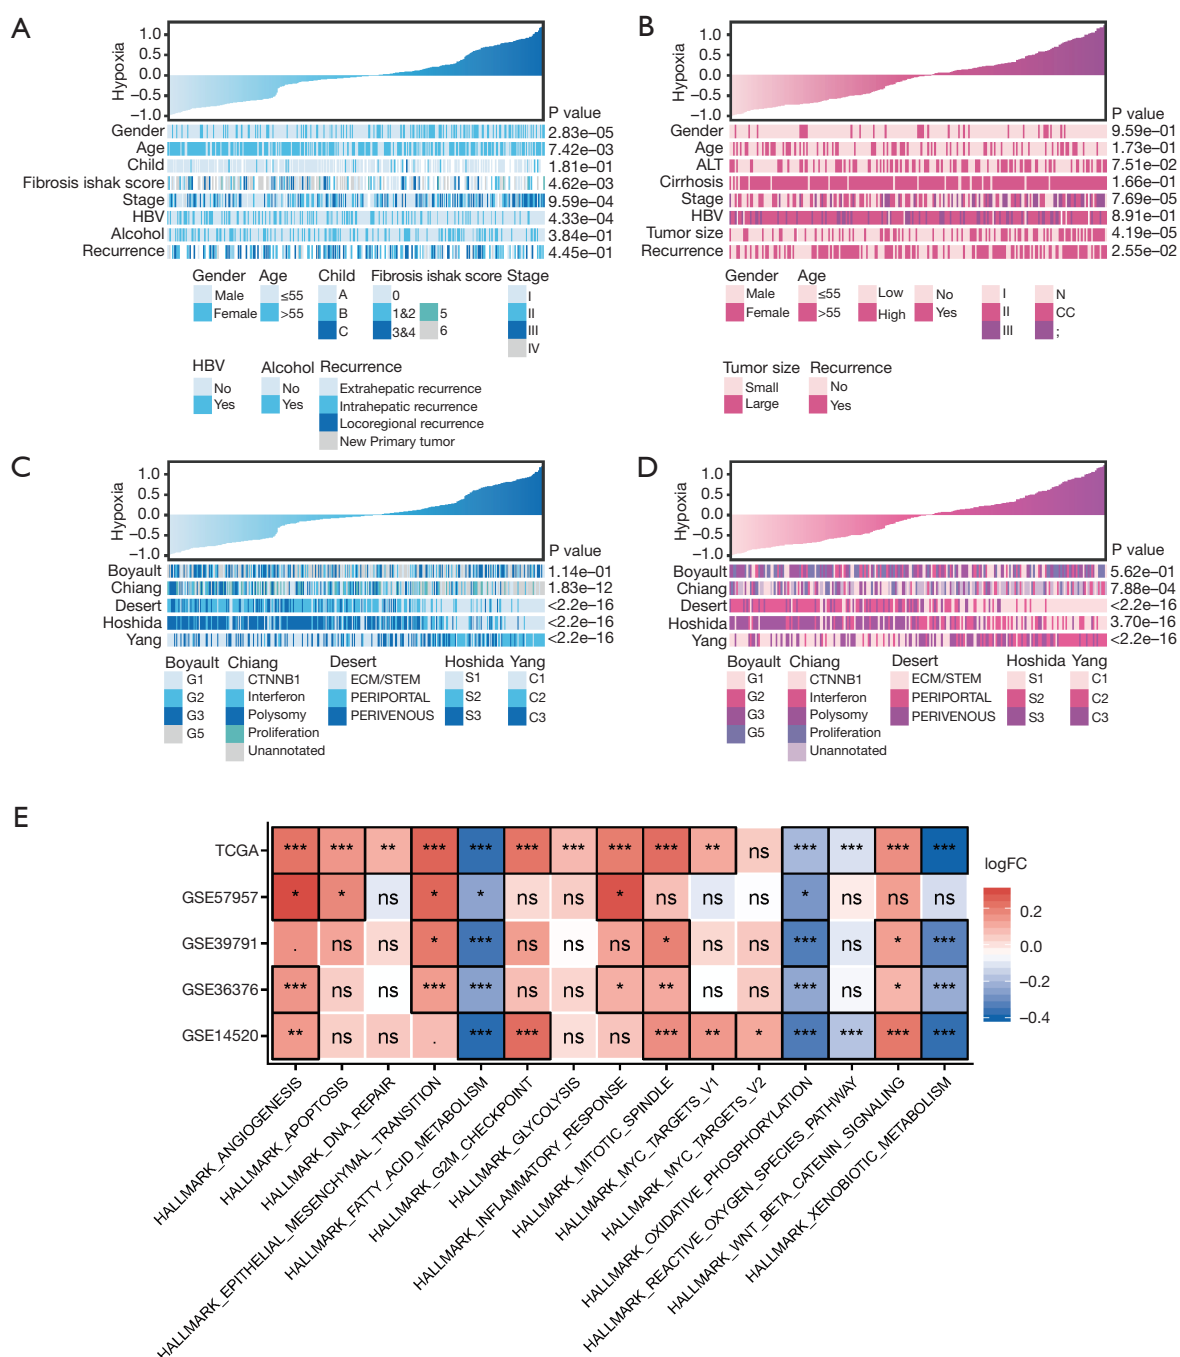 A
Hypoxia
1.0
0.5
0.0
−0.5
−1.0
P value
Gender 2.83e−05
Age 7.42e−03
Child 1.81e−01
Fibrosis ishak score 4.62e−03
Stage 9.59e−04
HBV 4.33e−04
Alcohol 3.84e−01
Recurrence 4.45e−01
Gender Age Child Fibrosis ishak score Stage
Male ≤55 A 0 I
Female >55 B 1&2 5 II
C 3&4 6 III
IV
HBV Alcohol Recurrence
No No Extrahepatic recurrence
Yes Yes Intrahepatic recurrence
Locoregional recurrence
New Primary tumor
B
Hypoxia
1.0
0.5
0.0
−0.5
−1.0
P value
Gender 9.59e−01
Age 1.73e−01
ALT 7.51e−02
Cirrhosis 1.66e−01
Stage 7.69e−05
HBV 8.91e−01
Tumor size 4.19e−05
Recurrence 2.55e−02
Gender Age
Male ≤55 Low No I N
Female >55 High Yes II CC
III ;
Tumor size Recurrence
Small No
Large Yes
C
Hypoxia
1.0
0.5
0.0
−0.5
−1.0
P value
Boyault 1.14e−01
Chiang 1.83e−12
Desert <2.2e−16
Hoshida <2.2e−16
Yang <2.2e−16
Boyault Chiang Desert Hoshida Yang
G1 CTNNB1 ECM/STEM S1 C1
G2 Interferon PERIPORTAL S2 C2
G3 Polysomy PERIVENOUS S3 C3
G5 Proliferation
Unannotated
D
Hypoxia
1.0
0.5
0.0
−0.5
−1.0
P value
Boyault 5.62e−01
Chiang 7.88e−04
Desert <2.2e−16
Hoshida 3.70e−16
Yang <2.2e−16
Boyault Chiang Desert Hoshida Yang
G1 CTNNB1 ECM/STEM S1 C1
G2 Interferon PERIPORTAL S2 C2
G3 Polysomy PERIVENOUS S3 C3
G5 Proliferation
Unannotated
E
TCGA *** *** ** *** *** *** *** *** *** ** ns *** *** *** ***
GSE57957 * * ns * * ns ns * ns ns ns * ns ns ns
GSE39791 . ns ns * *** ns ns ns * ns ns *** ns * ***
GSE36376 *** ns ns *** *** ns ns * ** ns ns *** ns * ***
GSE14520 ** ns ns . *** *** ns ns *** ** * *** *** *** ***
HALLMARK_ANGIOGENESIS
HALLMARK_APOPTOSIS
HALLMARK_DNA_REPAIR
HALLMARK_EPITHELIAL_MESENCHYMAL_TRANSITION
HALLMARK_FATTY_ACID_METABOLISM
HALLMARK_G2M_CHECKPOINT
HALLMARK_GLYCOLYSIS
HALLMARK_INFLAMMATORY_RESPONSE
HALLMARK_MITOTIC_SPINDLE
HALLMARK_MYC_TARGETS_V1
HALLMARK_MYC_TARGETS_V2
HALLMARK_OXIDATIVE_PHOSPHORYLATION
HALLMARK_REACTIVE_OXYGEN_SPECIES_PATHWAY
HALLMARK_WNT_BETA_CATENIN_SIGNALING
HALLMARK_XENOBIOTIC_METABOLISM
logFC
0.2
0.0
−0.2
−0.4